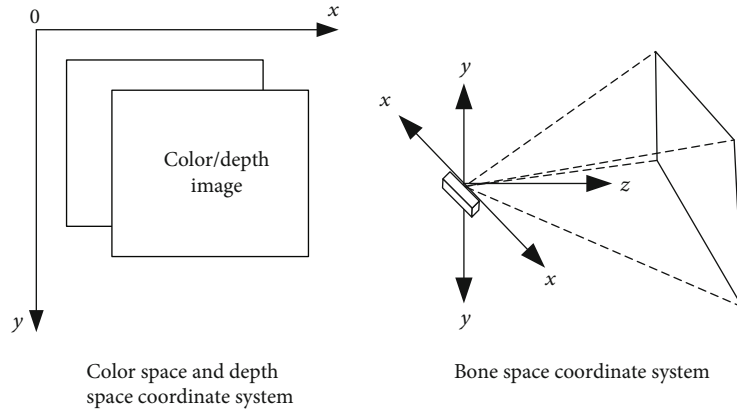 0
x
Color/depth
image
y
Color space and depth
space coordinate system
y
x
z
x
y
Bone space coordinate system